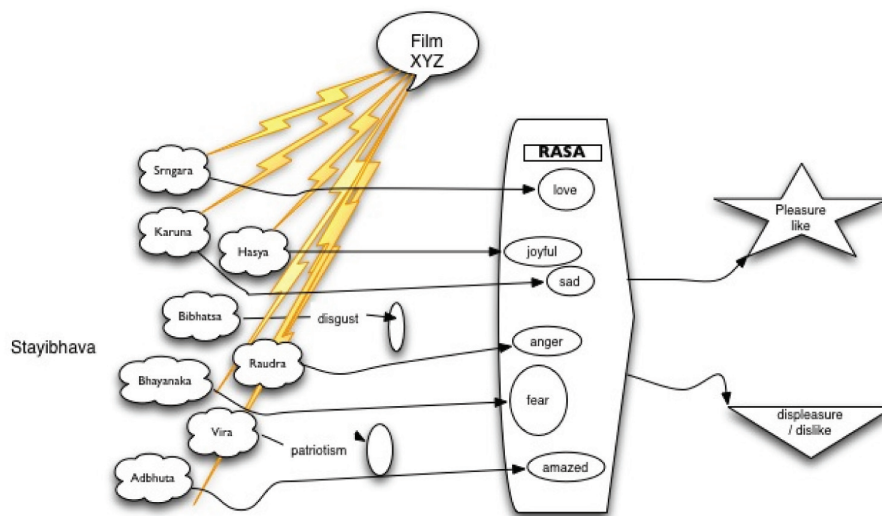 Film
XYZ
RASA
Srngara
love
Karuna
Hasya
joyful
sad
Pleasure
like
Bibhatsa
disgust
Stayibhava
Raudra
anger
Bhayanaka
fear
Vira
patriotism
displeasure
/ dislike
Adbhuta
amazed